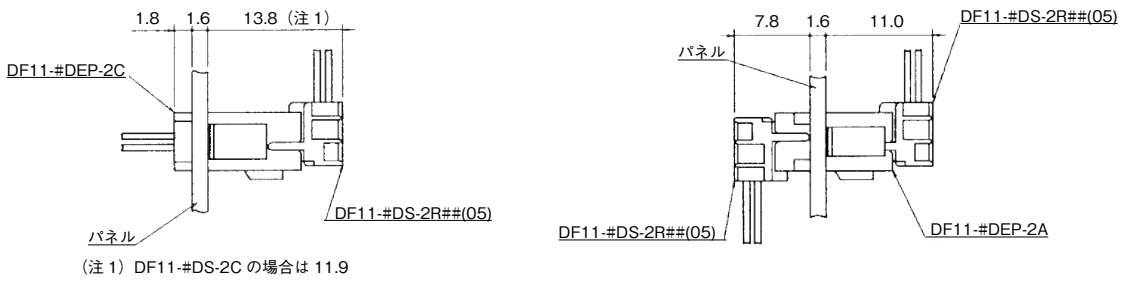 1.8 1.6 13.8（注 1）
DF11-#DEP-2C
DF11-#DS-2R##(05)
パネル
（注 1）DF11-#DS-2C の場合は 11.9
7.8 1.6 11.0
DF11-#DS-2R##(05)
パネル
DF11-#DS-2R##(05)
DF11-#DEP-2A